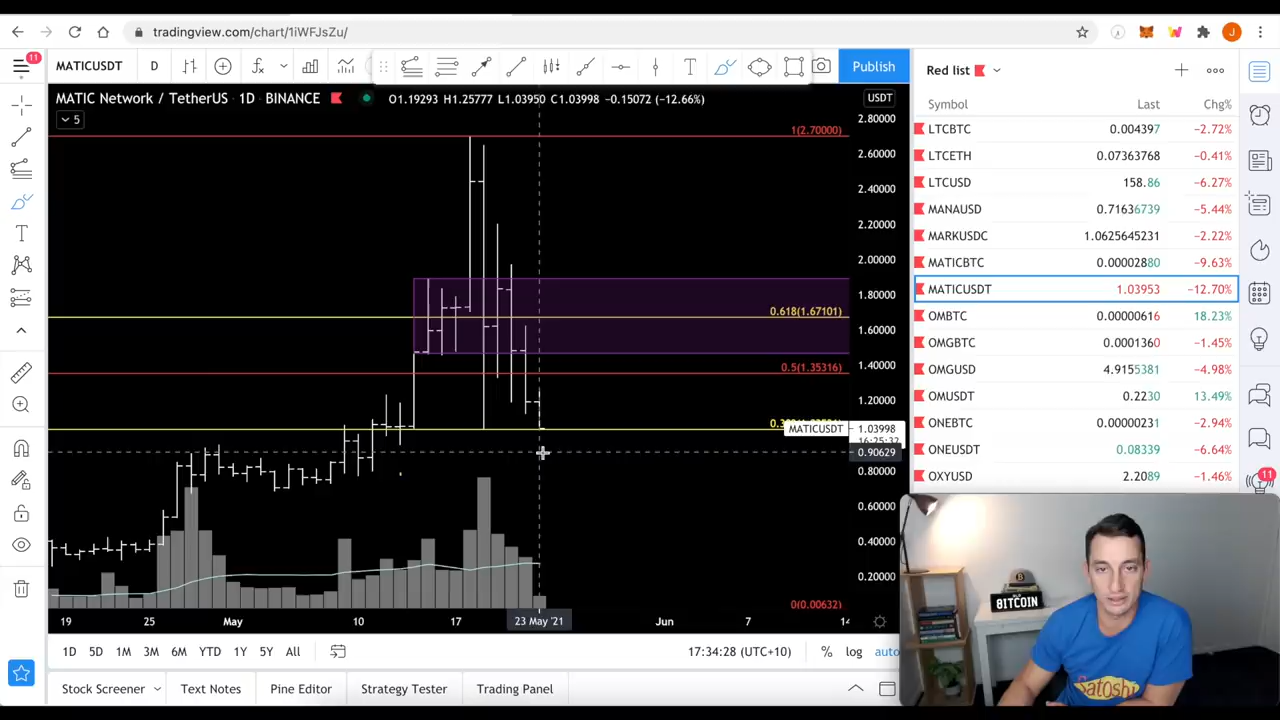 tradingview.com/chart/1iWFJsZu/
J
11
MATICUSDT
D
Publish
MATIC Network / TetherUS · 1D · BINANCE
O1.19293 H1.25777 L1.03950 C1.03998 −0.15072 (−12.66%)
USDT
5
2.80000
1(2.70000)
2.60000
2.40000
2.20000
2.00000
1.80000
0.618(1.67101)
1.60000
0.5(1.35316)
1.40000
1.20000
MATICUSDT
1.03998
16:25:32
0.90629
0.80000
0.60000
0.40000
0.20000
0(0.00632)
19
25
May
10
17
23 May '21
Jun
7
14
1D 5D 1M 3M 6M YTD 1Y 5Y All
17:34:28 (UTC+10)
%
log
auto
Stock Screener
Text Notes
Pine Editor
Strategy Tester
Trading Panel
Red list
Symbol Last Chg%
LTCBTC 0.004397 −2.72%
LTCETH 0.07363768 −0.41%
LTCUSD 158.86 −6.27%
MANAUSD 0.71636739 −5.44%
MARKUSDC 1.0625645231 −2.22%
MATICBTC 0.00002880 −9.63%
MATICUSDT 1.03953 −12.70%
OMBTC 0.00000616 18.23%
OMGBTC 0.0001360 −1.45%
OMGUSD 4.9155381 −4.98%
OMUSDT 0.2230 13.49%
ONEBTC 0.00000231 −2.94%
ONEUSDT 0.08339 −6.64%
OXYUSD 2.2089 −1.46%
11
BITCOIN
Satoshi